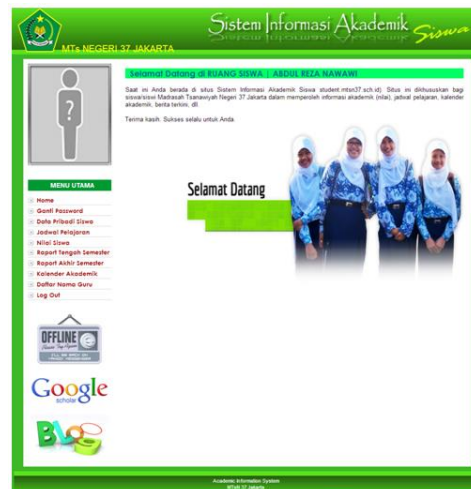 Sistem Informasi Akademik Siswa
MTs NEGERI 37 JAKARTA
Selamat Datang di RUANG SISWA | ABDUL REZA NAWAWI
Saat ini Anda berada di situs Sistem Informasi Akademik Siswa student.mtsn37.sch.id). Situs ini dikhususkan bagi
siswa/siswi Madrasah Tsanawiyah Negeri 37 Jakarta dalam memperoleh informasi akademik (nilai), jadwal pelajaran, kalender
akademik, berita terkini, dll.
Terima kasih. Sukses selalu untuk Anda.
?
Selamat Datang
MENU UTAMA
Home
Ganti Password
Data Pribadi Siswa
Jadwal Pelajaran
Nilai Siswa
Raport Tengah Semester
Raport Akhir Semester
Kalender Akademik
Daftar Nama Guru
Log Out
OFFLINE
Google
scholar
BLOG
Academic Information System
MTsN 37 Jakarta